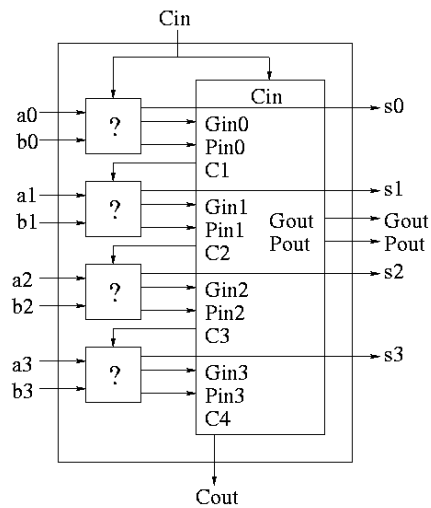 Cin
Cin
a0
b0
?
Gin0
Pin0
C1
s0
a1
b1
?
Gin1
Pin1
C2
s1
Gout
Pout
Gout
Pout
a2
b2
?
Gin2
Pin2
C3
s2
a3
b3
?
Gin3
Pin3
C4
s3
Cout